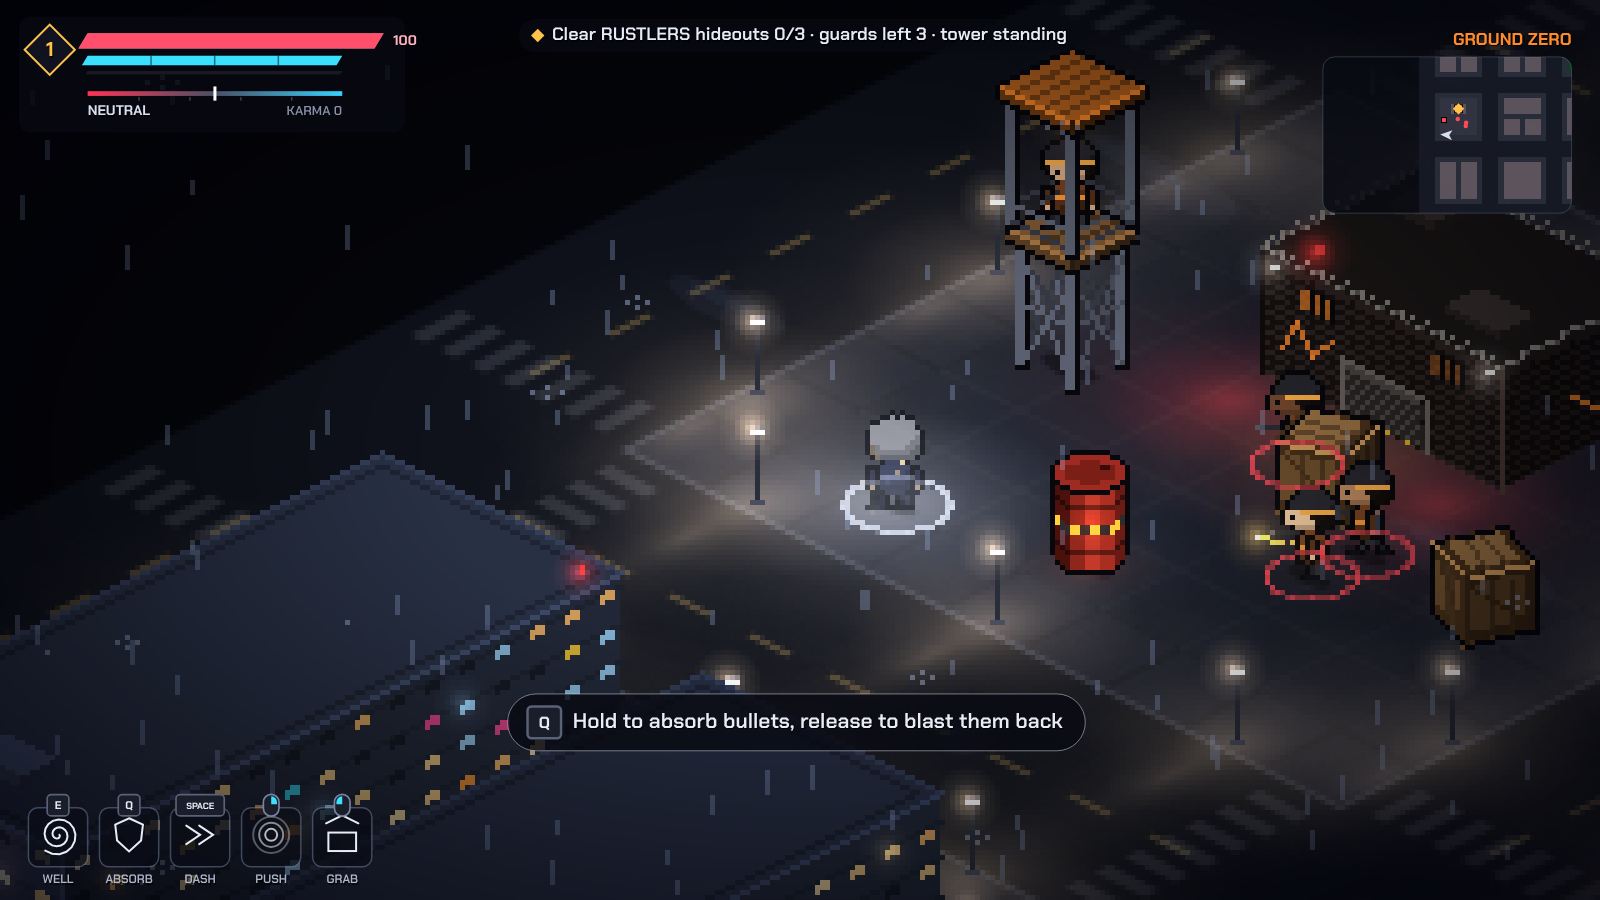 1
100
NEUTRAL
KARMA 0
Clear RUSTLERS hideouts 0/3 · guards left 3 · tower standing
GROUND ZERO
Q Hold to absorb bullets, release to blast them back
E
Q
SPACE
WELL
ABSORB
DASH
PUSH
GRAB